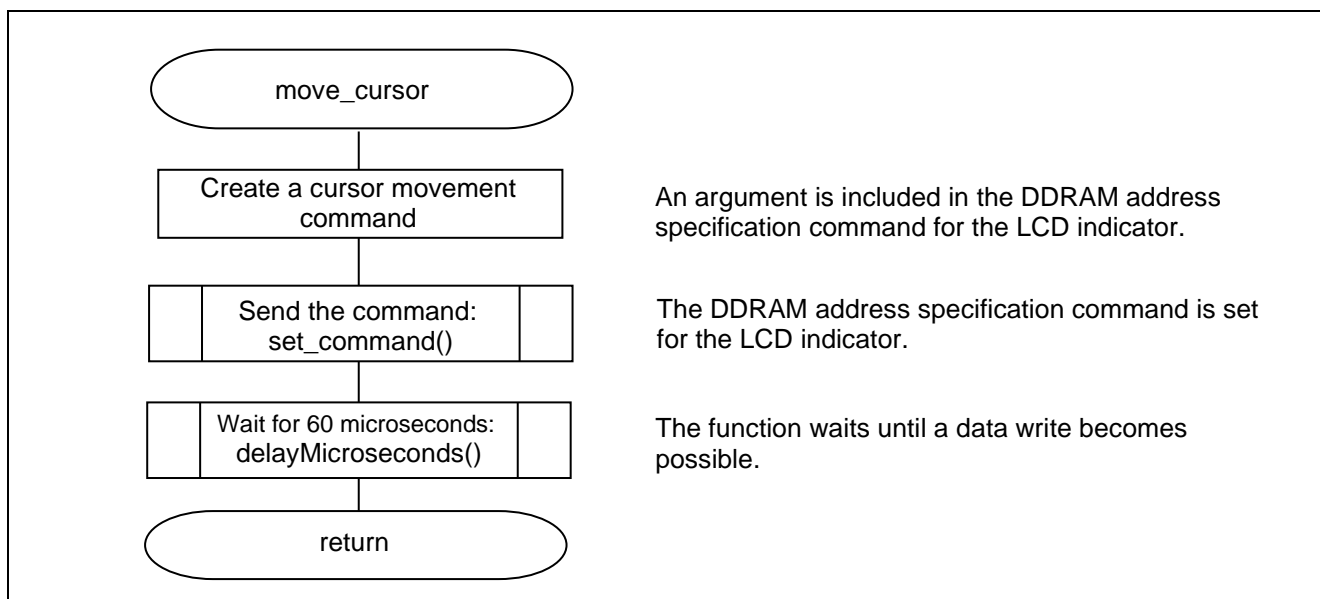 move_cursor
Create a cursor movement
command
An argument is included in the DDRAM address
specification command for the LCD indicator.
Send the command:
set_command()
The DDRAM address specification command is set
for the LCD indicator.
Wait for 60 microseconds:
delayMicroseconds()
The function waits until a data write becomes
possible.
return